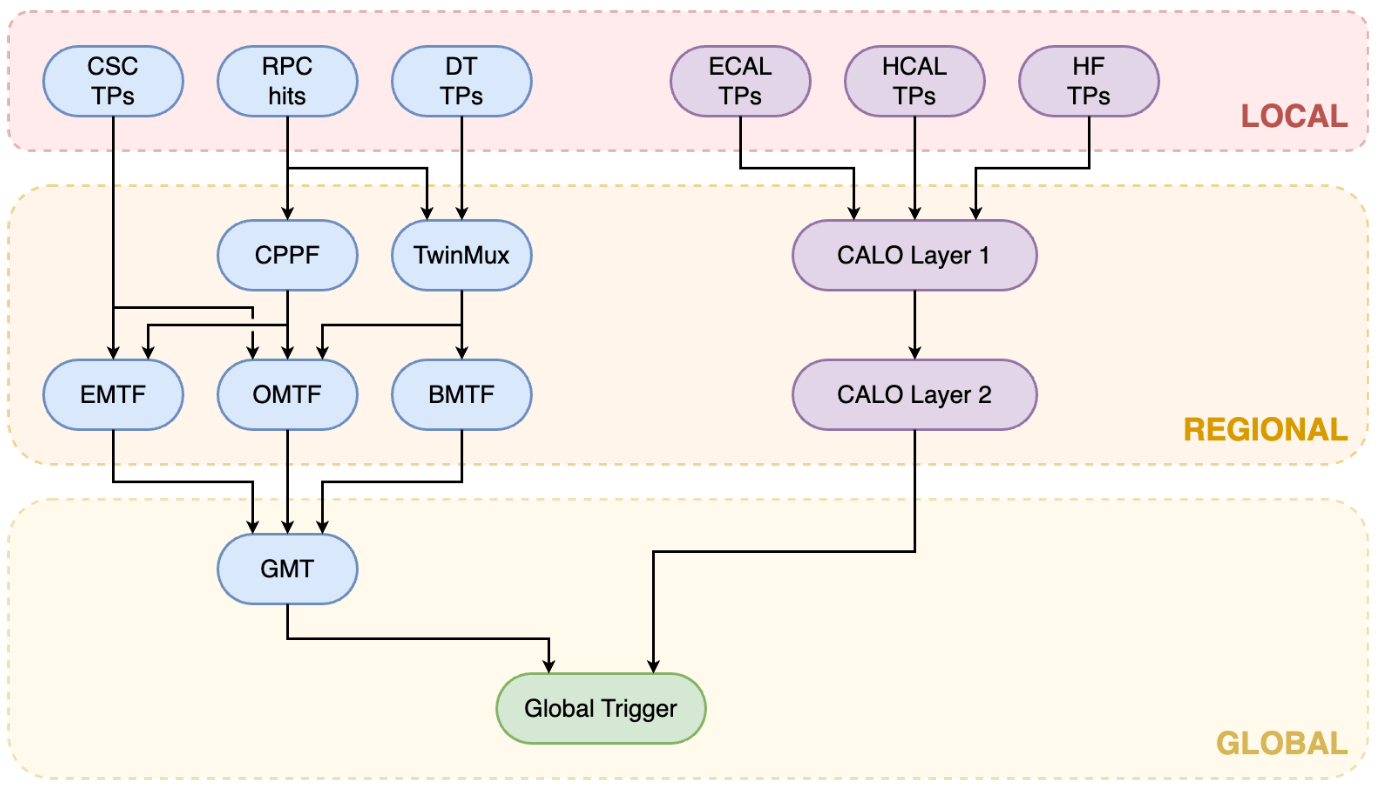 CSC
TPs
RPC
hits
DT
TPs
ECAL
TPs
HCAL
TPs
HF
TPs
LOCAL
CPPF
TwinMux
CALO Layer 1
EMTF
OMTF
BMTF
CALO Layer 2
REGIONAL
GMT
Global Trigger
GLOBAL